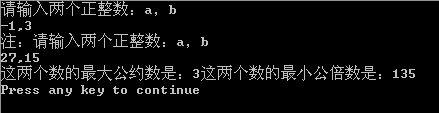 请输入两个正整数：a, b
-1,3
注：请输入两个正整数：a, b
27,15
这两个数的最大公约数是：3这两个数的最小公倍数是：135
Press any key to continue